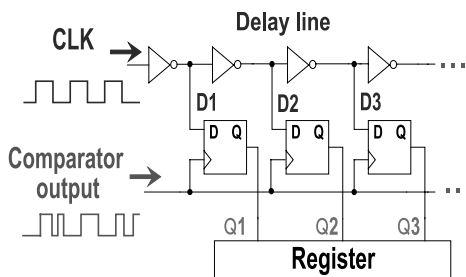 Delay line
CLK
D1 D2 D3
D Q D Q D Q
Comparator
output
Q1 Q2 Q3
Register